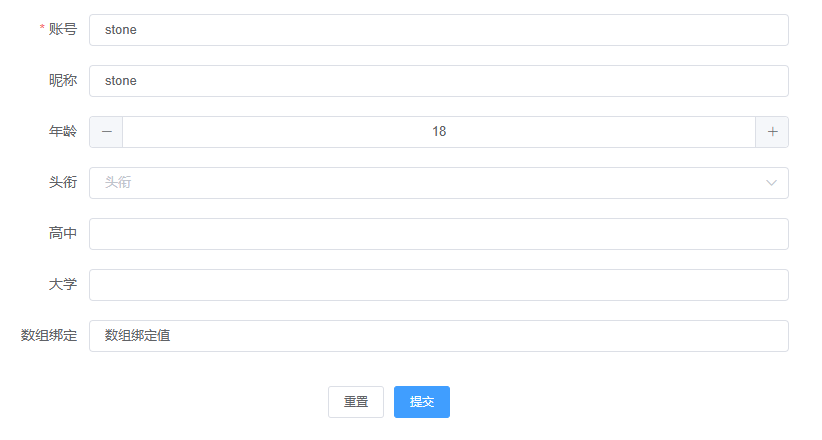 * 账号 stone
昵称 stone
年龄 18
头衔 头衔
高中
大学
数组绑定 数组绑定值
重置 提交